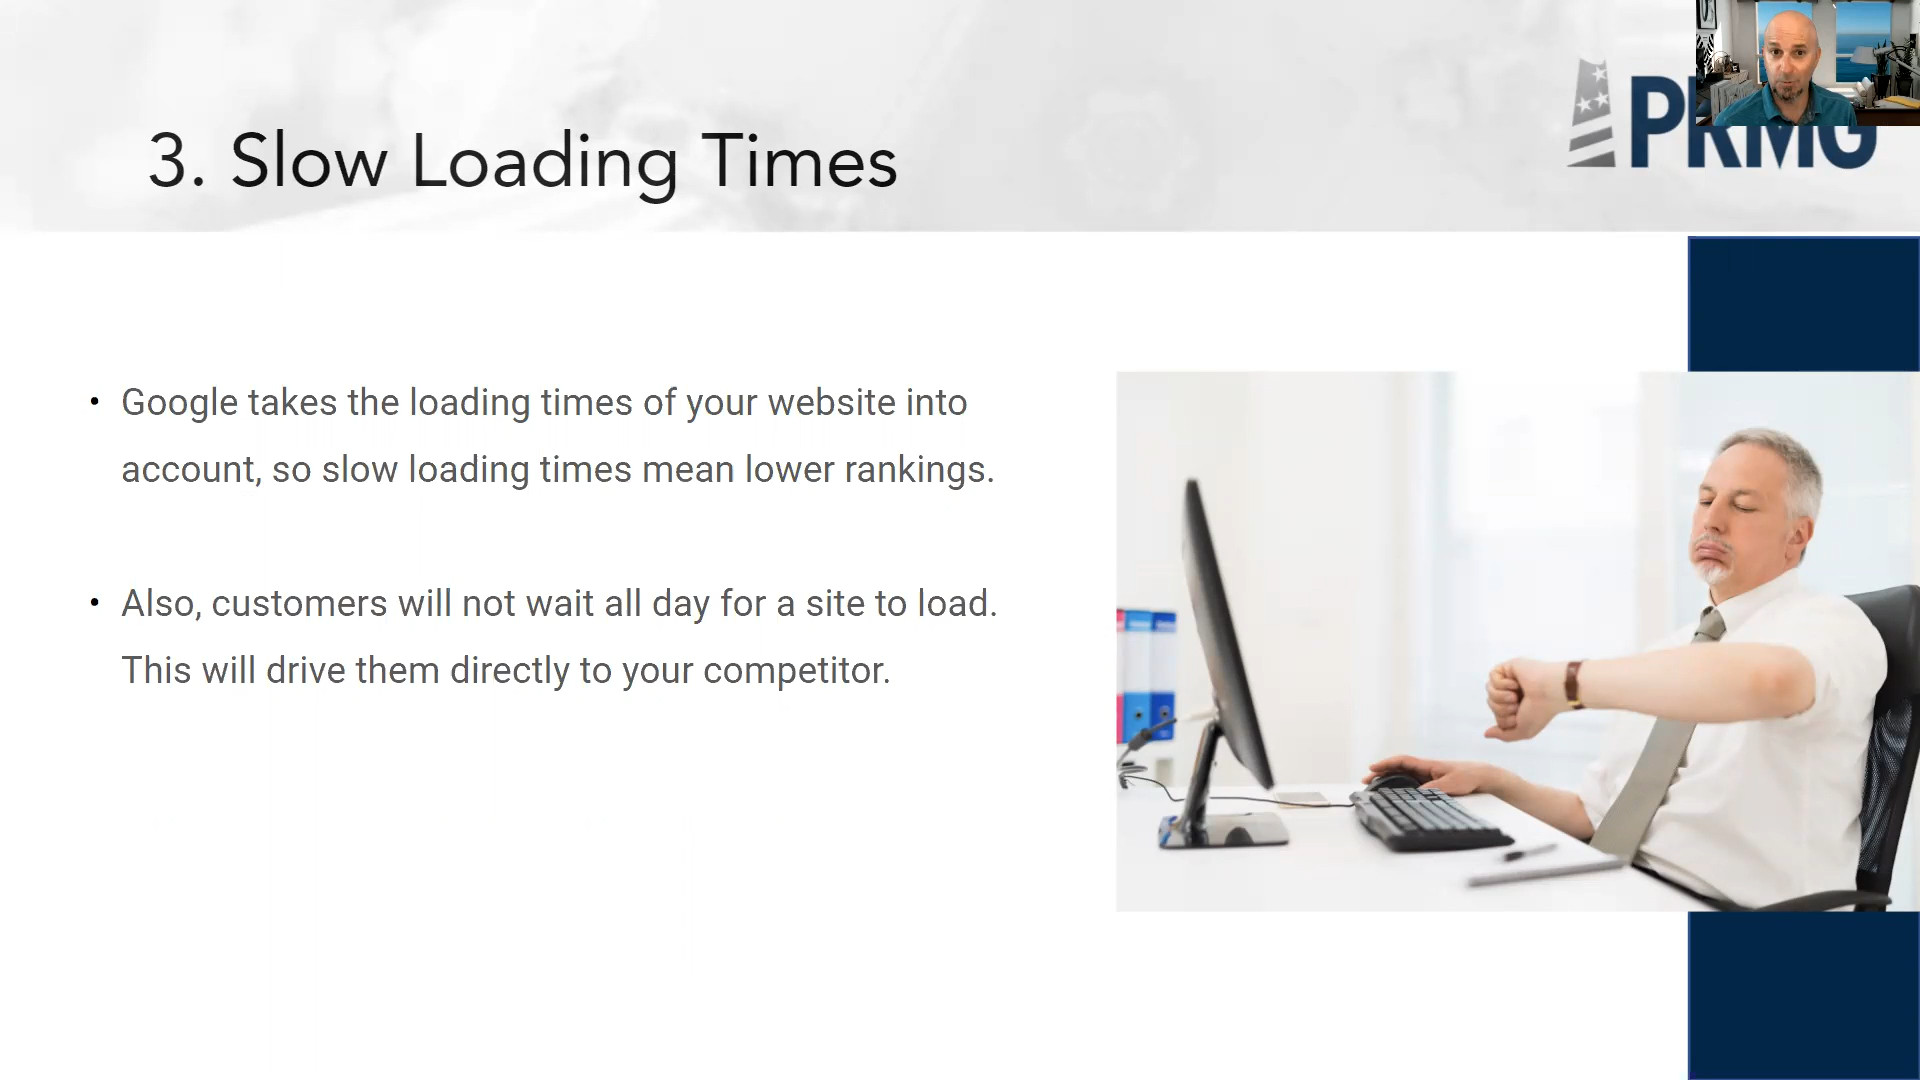 3. Slow Loading Times
PRMG
• Google takes the loading times of your website into
account, so slow loading times mean lower rankings.
• Also, customers will not wait all day for a site to load.
This will drive them directly to your competitor.